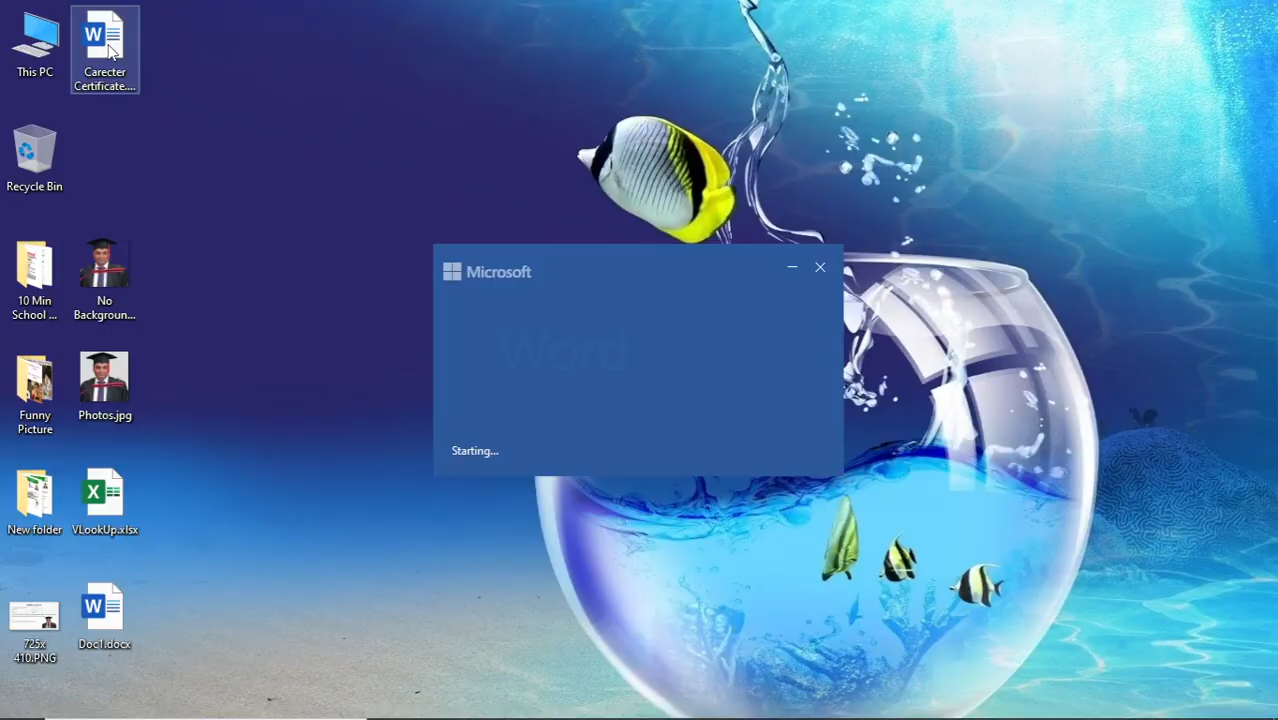 This PC
Carecter
Certificate....
Recycle Bin
10 Min
School ...
No
Backgroun...
Funny
Picture
Photos.jpg
New folder
VLookUp.xlsx
725x
410.PNG
Doc1.docx
Microsoft
Word
Starting...